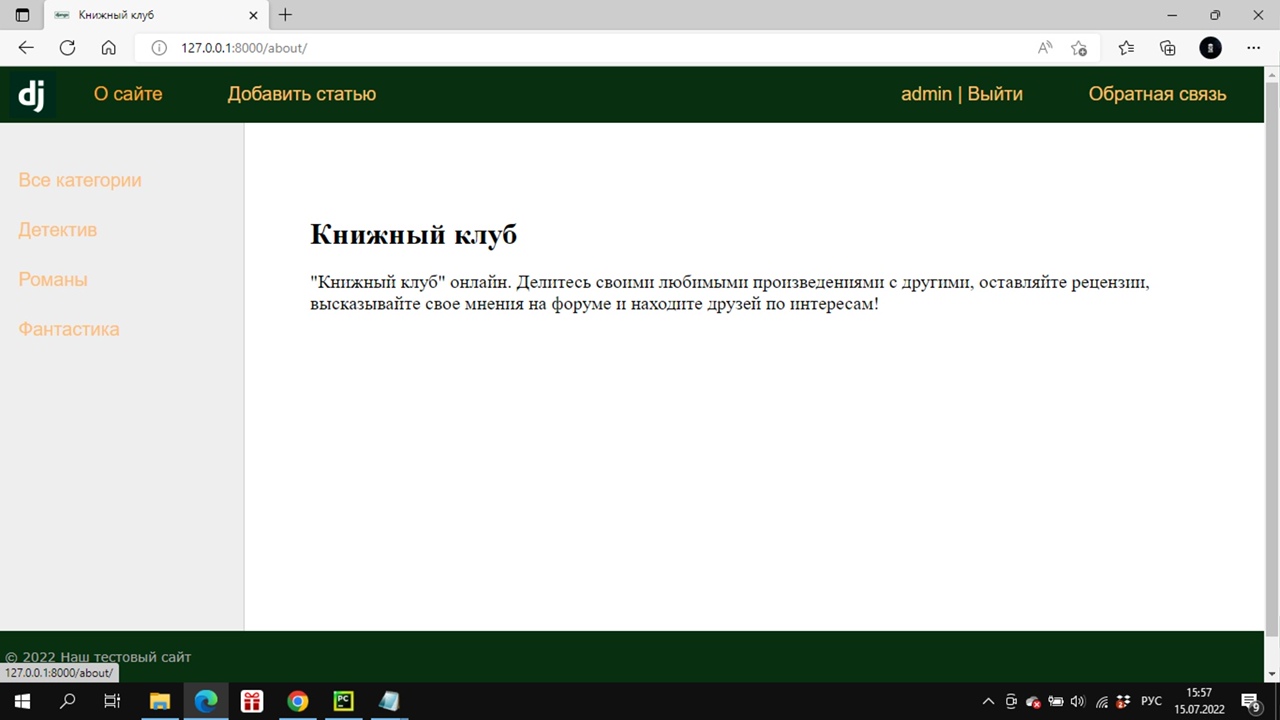 Книжный клуб
127.0.0.1:8000/about/
dj
О сайте
Добавить статью
admin | Выйти
Обратная связь
Все категории
Детектив
Романы
Фантастика
Книжный клуб
"Книжный клуб" онлайн. Делитесь своими любимыми произведениями с другими, оставляйте рецензии,
высказывайте свое мнения на форуме и находите друзей по интересам!
© 2022 Наш тестовый сайт
127.0.0.1:8000/about/
PC
РУС
15:57
15.07.2022
9